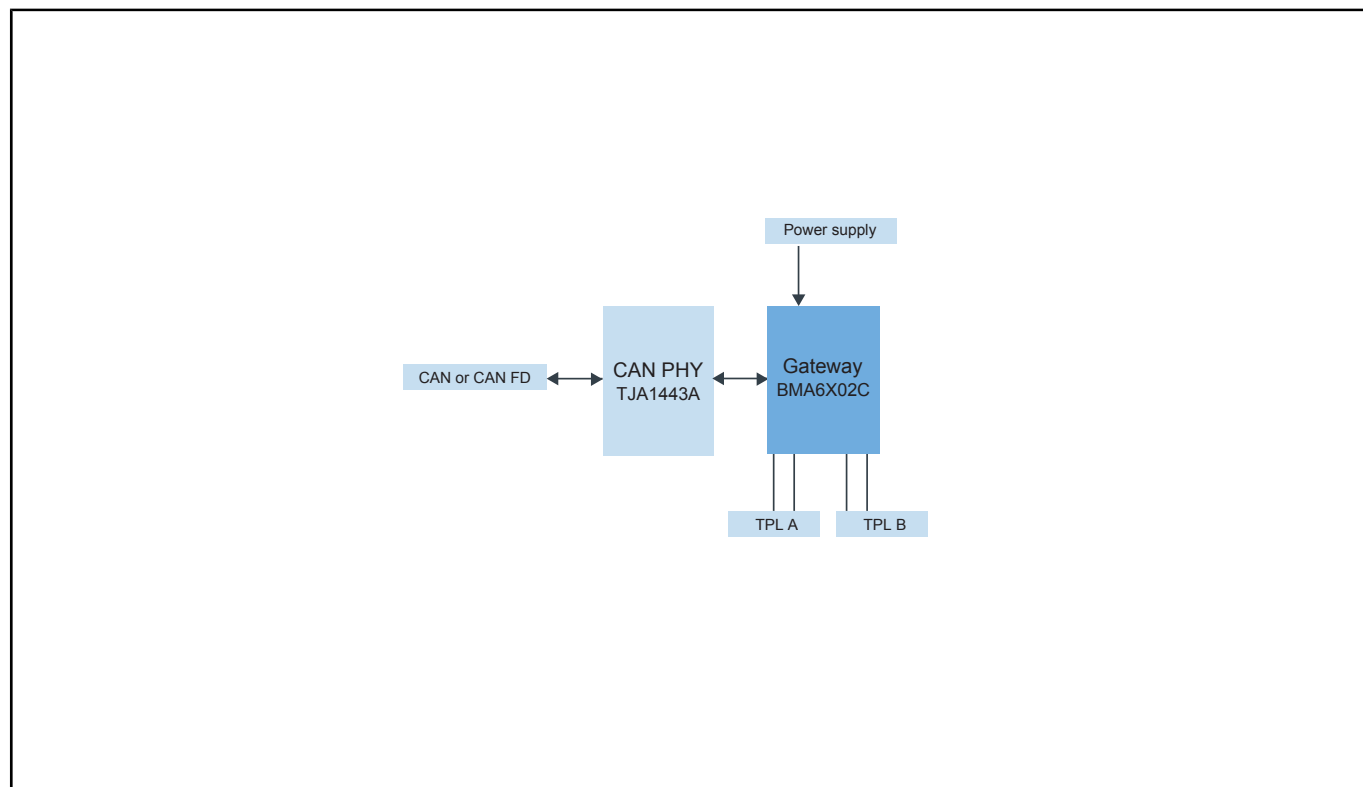 Power supply
CAN or CAN FD
CAN PHY
TJA1443A
Gateway
BMA6X02C
TPL A
TPL B